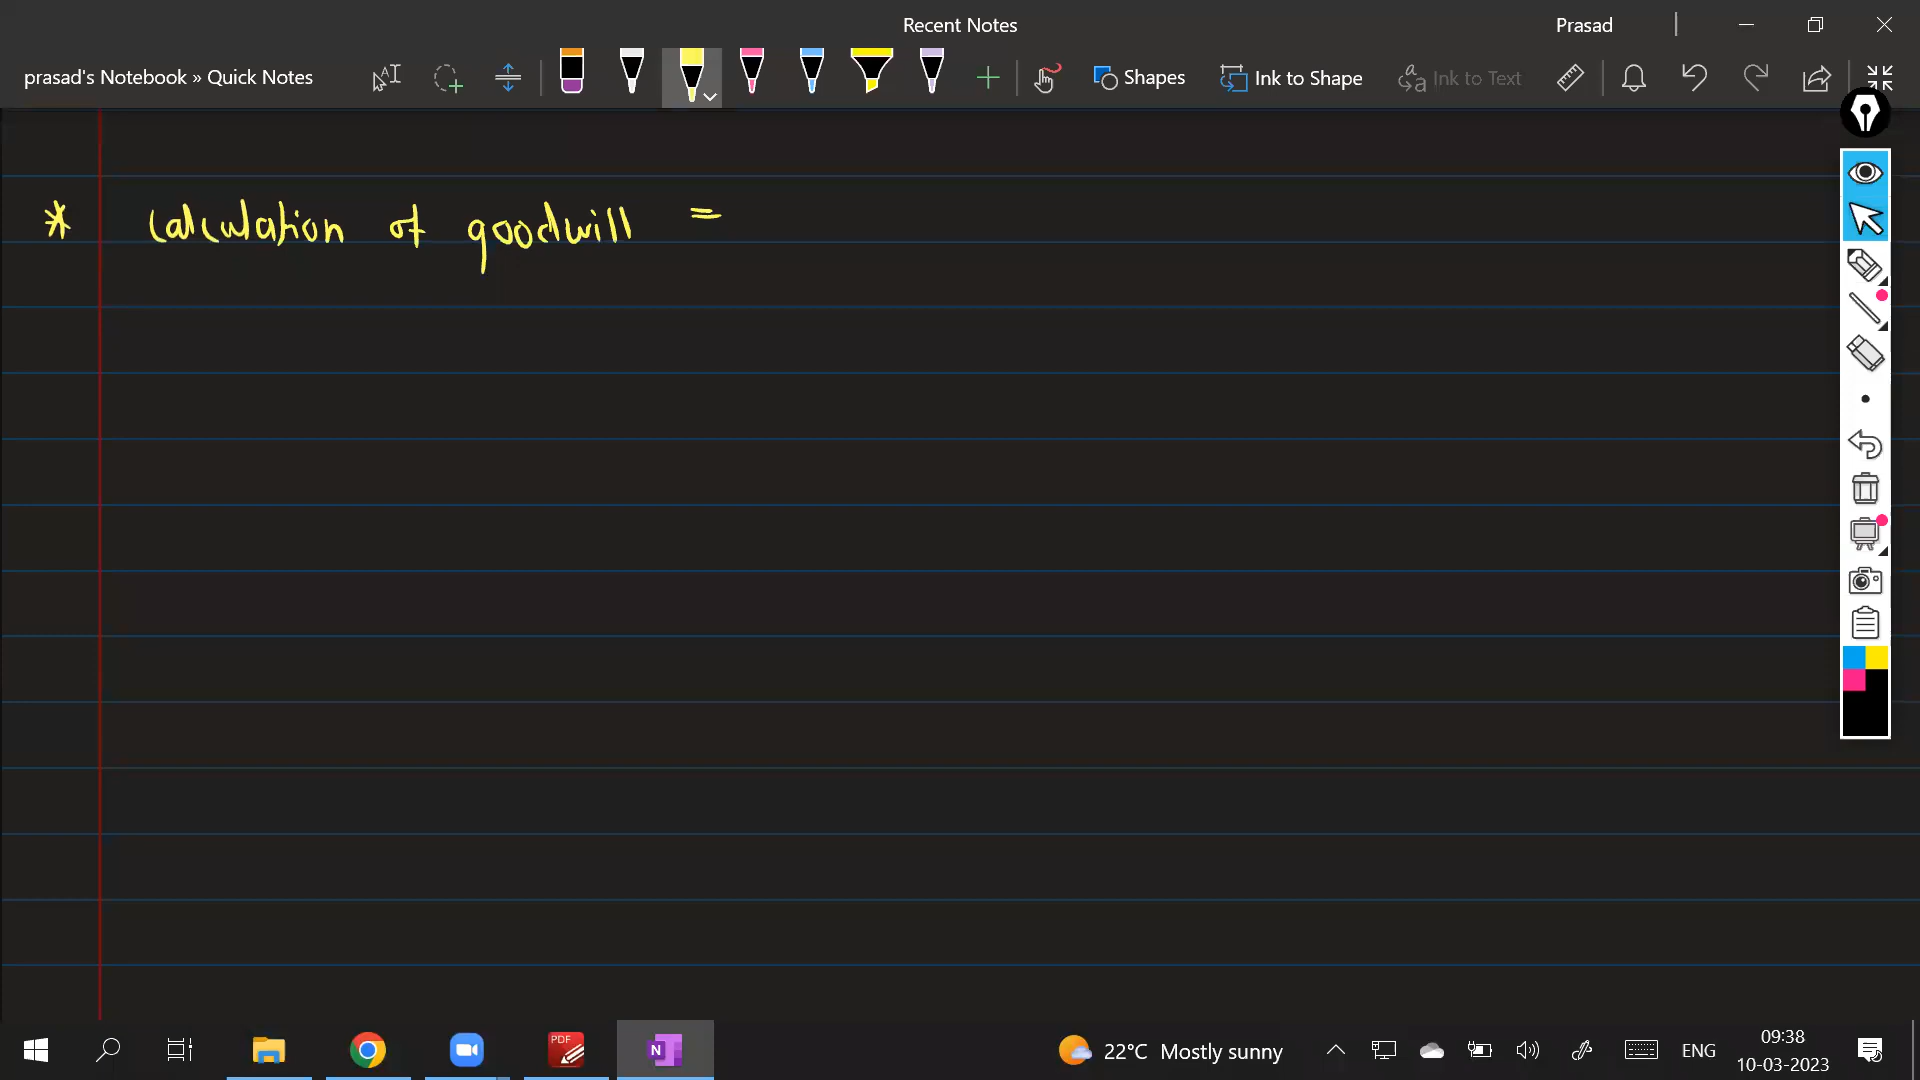 Recent Notes
Prasad
prasad's Notebook » Quick Notes
Shapes
Ink to Shape
Ink to Text
* Calculation of goodwill =
22°C Mostly sunny
ENG
09:38
10-03-2023